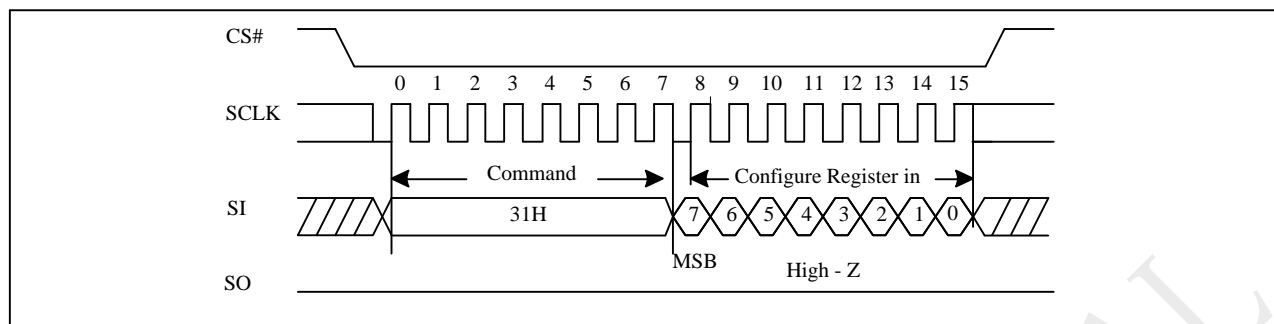 CS#
0 1 2 3 4 5 6 7 8 9 10 11 12 13 14 15
SCLK
Command Configure Register in
SI 31H 7 6 5 4 3 2 1 0
MSB High - Z
SO